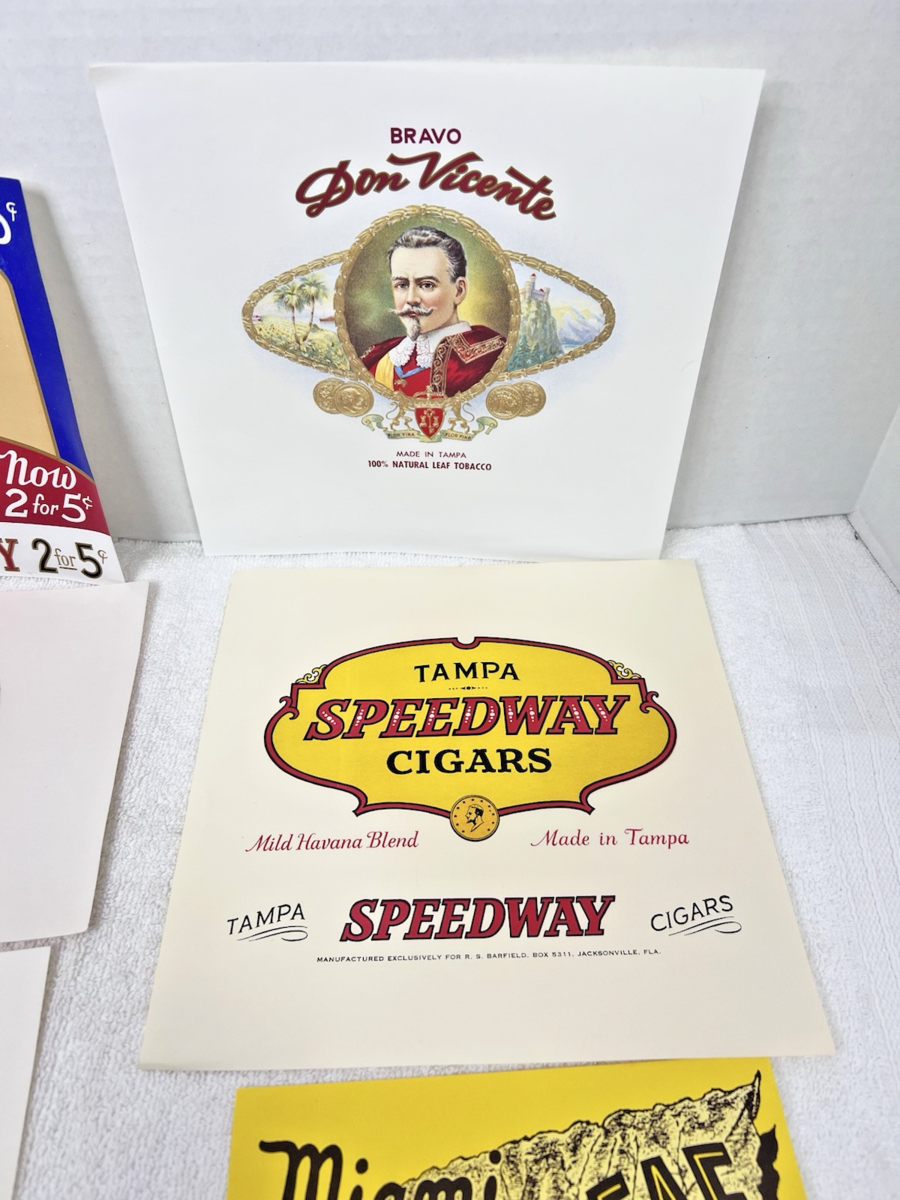 BRAVO
Don Vicente
MADE IN TAMPA
100% NATURAL LEAF TOBACCO
Now
2 for 5¢
Y 2 for 5¢
TAMPA
SPEEDWAY
CIGARS
Mild Havana Blend
Made in Tampa
TAMPA
SPEEDWAY
CIGARS
MANUFACTURED EXCLUSIVELY FOR R. S. BARFIELD, BOX 5311, JACKSONVILLE, FLA.
Miami